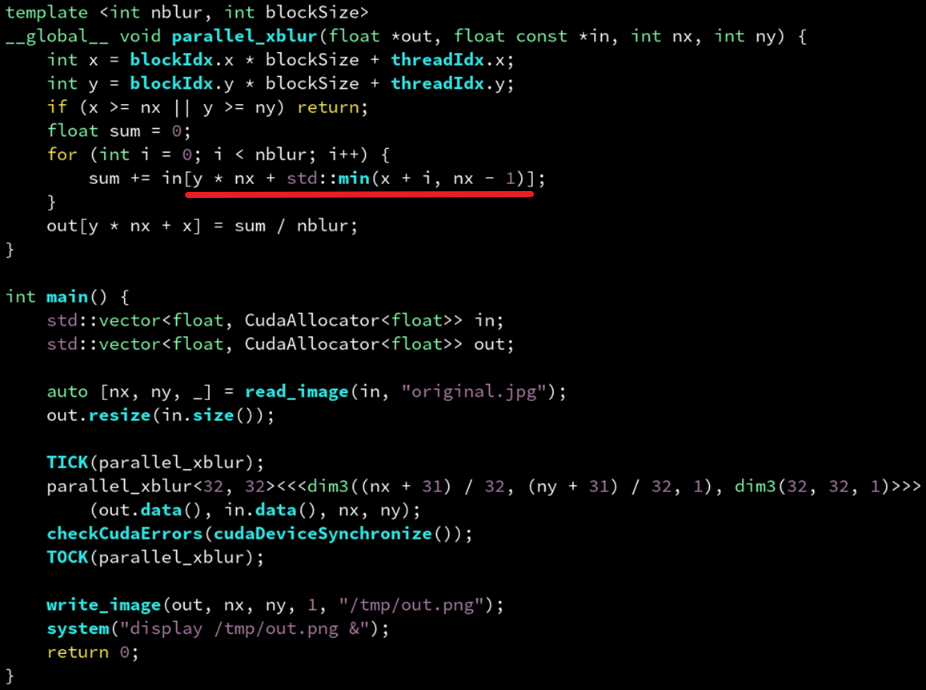 template <int nblur, int blockSize>
__global__ void parallel_xblur(float *out, float const *in, int nx, int ny) {
    int x = blockIdx.x * blockSize + threadIdx.x;
    int y = blockIdx.y * blockSize + threadIdx.y;
    if (x >= nx || y >= ny) return;
    float sum = 0;
    for (int i = 0; i < nblur; i++) {
        sum += in[y * nx + std::min(x + i, nx - 1)];
    }
    out[y * nx + x] = sum / nblur;
}

int main() {
    std::vector<float, CudaAllocator<float>> in;
    std::vector<float, CudaAllocator<float>> out;

    auto [nx, ny, _] = read_image(in, "original.jpg");
    out.resize(in.size());

    TICK(parallel_xblur);
    parallel_xblur<32, 32><<<dim3((nx + 31) / 32, (ny + 31) / 32, 1), dim3(32, 32, 1)>>>
        (out.data(), in.data(), nx, ny);
    checkCudaErrors(cudaDeviceSynchronize());
    TOCK(parallel_xblur);

    write_image(out, nx, ny, 1, "/tmp/out.png");
    system("display /tmp/out.png &");
    return 0;
}